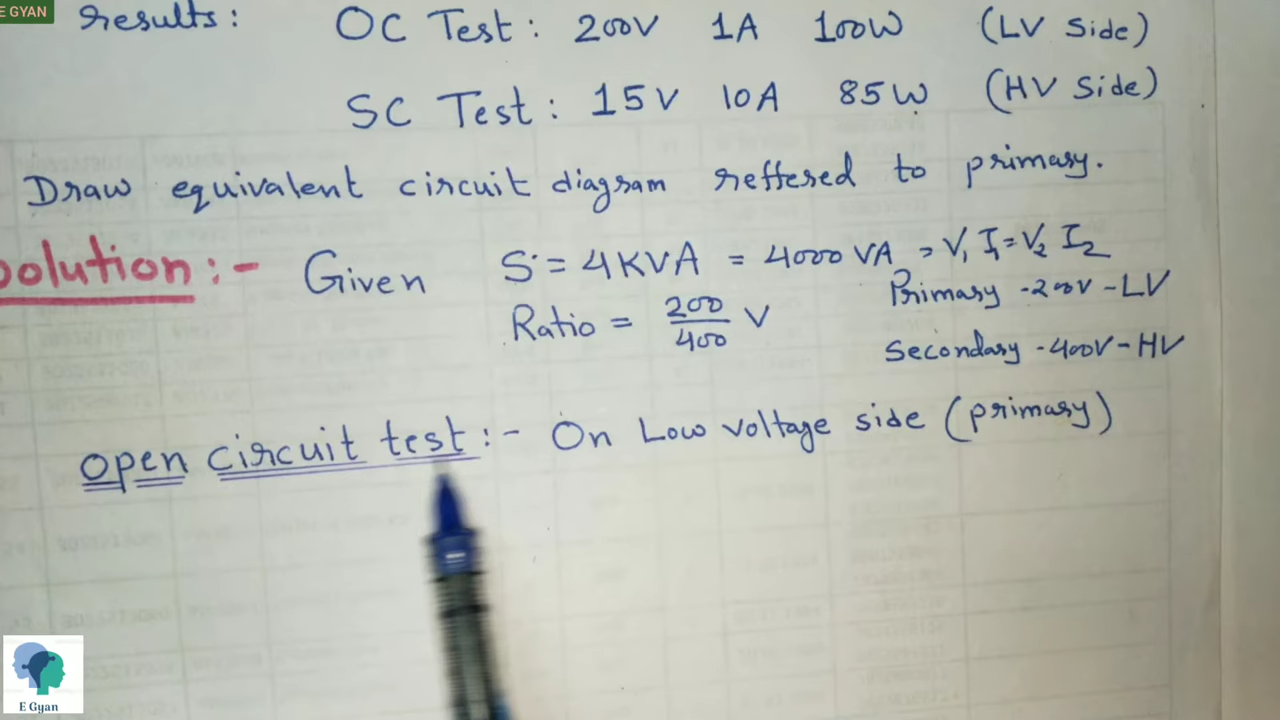 E GYAN
results: OC Test: 200V 1A 100W (LV Side)
SC Test: 15V 10A 85W (HV Side)
Draw equivalent circuit diagram reffered to primary.
Solution:- Given S = 4KVA = 4000 VA = V₁ I₁ = V₂ I₂
Primary - 200V - LV
Ratio = 200/400 V
Secondary - 400V - HV
Open circuit test:- On Low voltage side (primary)
E Gyan